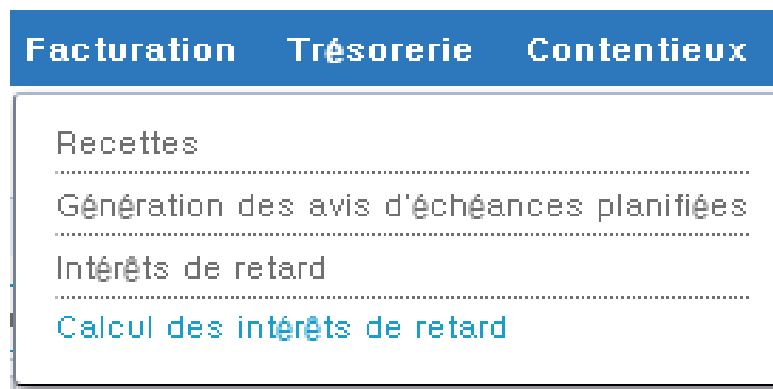 Facturation Trésorerie Contentieux
Recettes
Génération des avis d'échéances planifiées
Intérêts de retard
Calcul des intérêts de retard